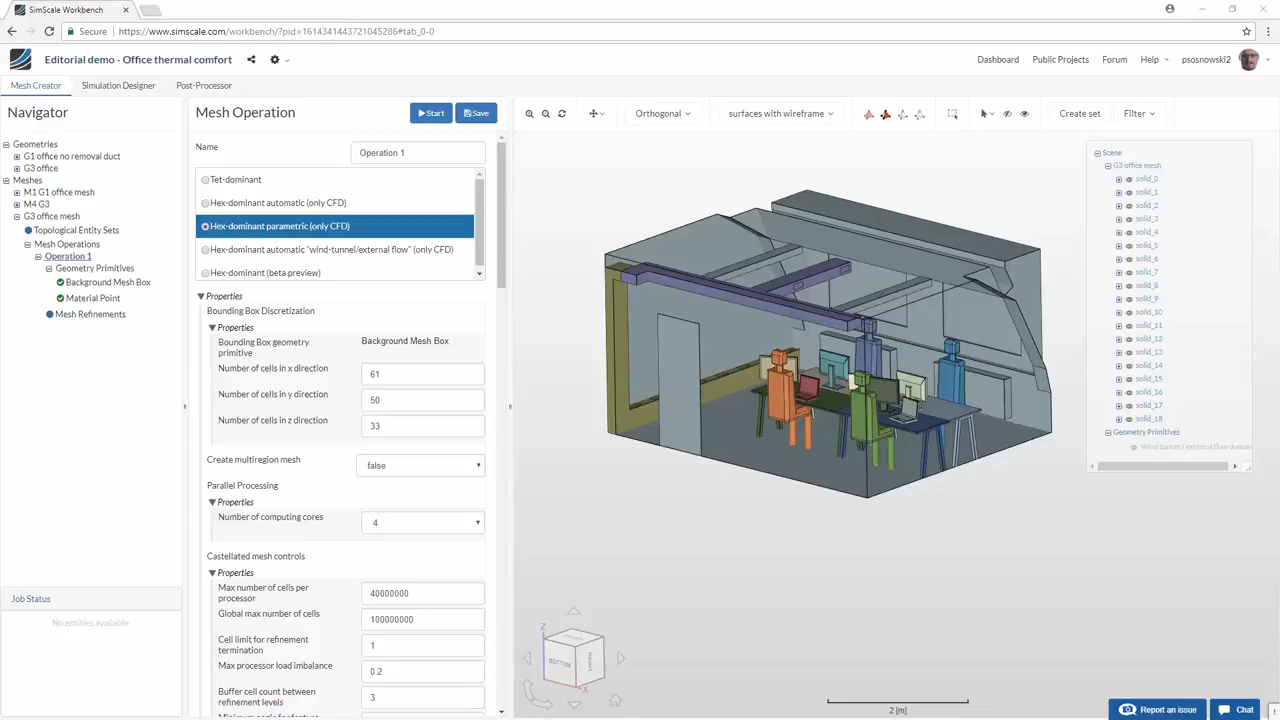 SimScale Workbench
Secure https://www.simscale.com/workbench/?pid=1614341443721045286#tab_0-0
Editorial demo - Office thermal comfort
Dashboard Public Projects Forum Help psosnowski2
Mesh Creator Simulation Designer Post-Processor
Navigator
Geometries
G1 office no removal duct
G3 office
Meshes
M1 G1 office mesh
M4 G3
G3 office mesh
Topological Entity Sets
Mesh Operations
Operation 1
Geometry Primitives
Background Mesh Box
Material Point
Mesh Refinements
Job Status
No entities available
Mesh Operation
Start Save
Name Operation 1
Tet-dominant
Hex-dominant automatic (only CFD)
Hex-dominant parametric (only CFD)
Hex-dominant automatic "wind-tunnel/external flow" (only CFD)
Hex-dominant (beta preview)
Properties
Bounding Box Discretization
Properties
Bounding Box geometry primitive Background Mesh Box
Number of cells in x direction 61
Number of cells in y direction 50
Number of cells in z direction 33
Create multiregion mesh false
Parallel Processing
Properties
Number of computing cores 4
Castellated mesh controls
Properties
Max number of cells per processor 40000000
Global max number of cells 100000000
Cell limit for refinement termination 1
Max processor load imbalance 0.2
Buffer cell count between refinement levels 3
Orthogonal surfaces with wireframe Create set Filter
Scene
G3 office mesh
solid_0
solid_1
solid_2
solid_3
solid_4
solid_5
solid_6
solid_7
solid_8
solid_9
solid_10
solid_11
solid_12
solid_13
solid_14
solid_15
solid_16
solid_17
solid_18
Geometry Primitives
Z
BOTTOM
X
2 [m]
Report an issue Chat